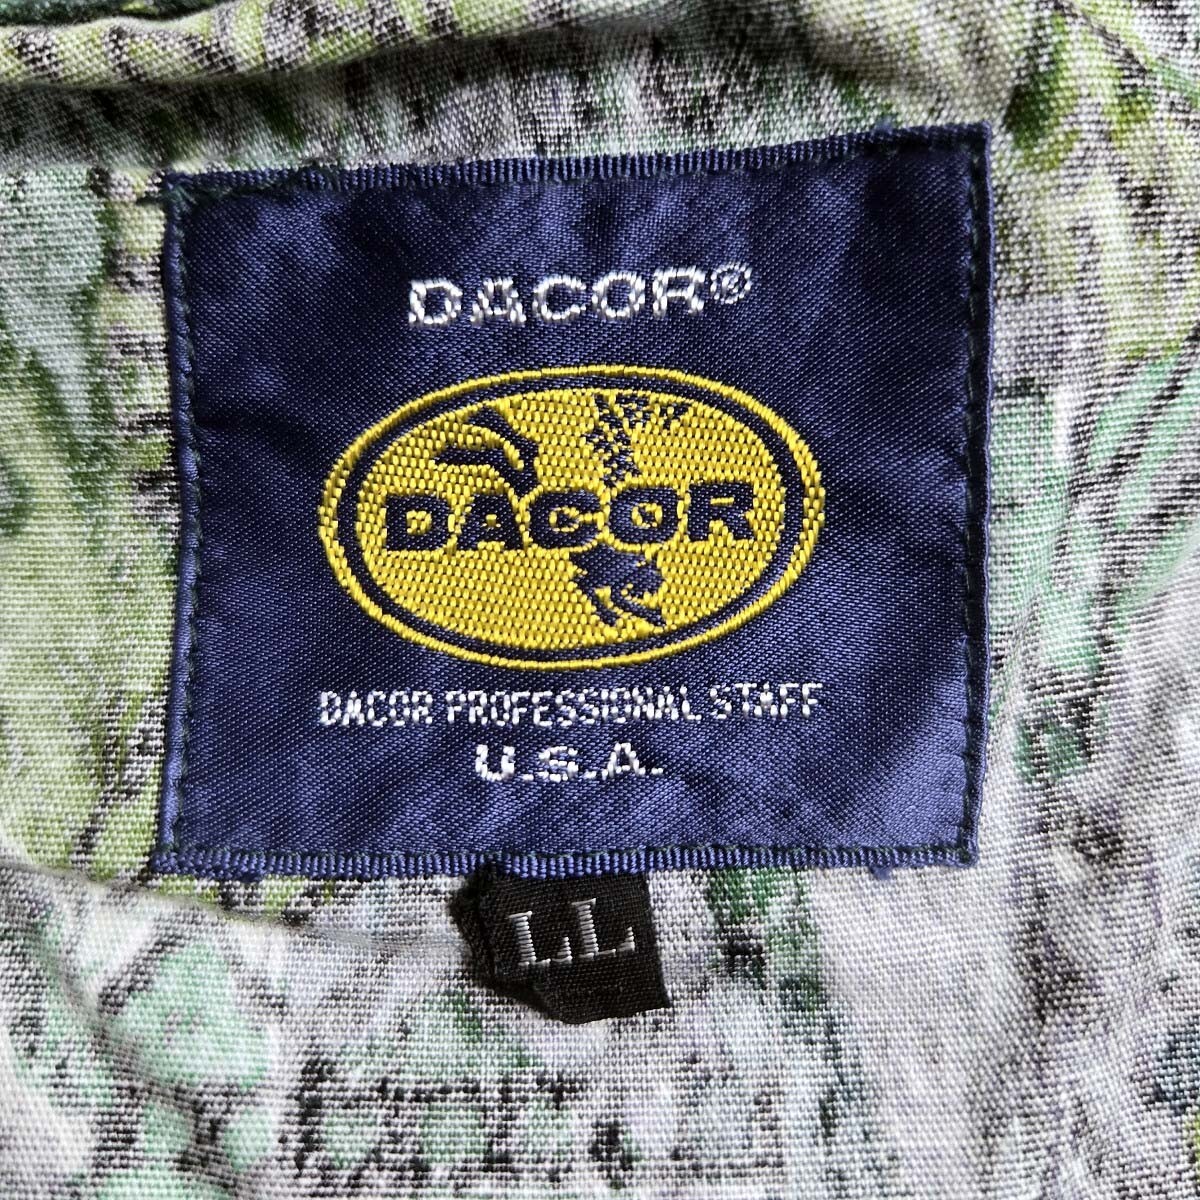 DACOR®
DACOR
DACOR PROFESSIONAL STAFF
U.S.A.
LL